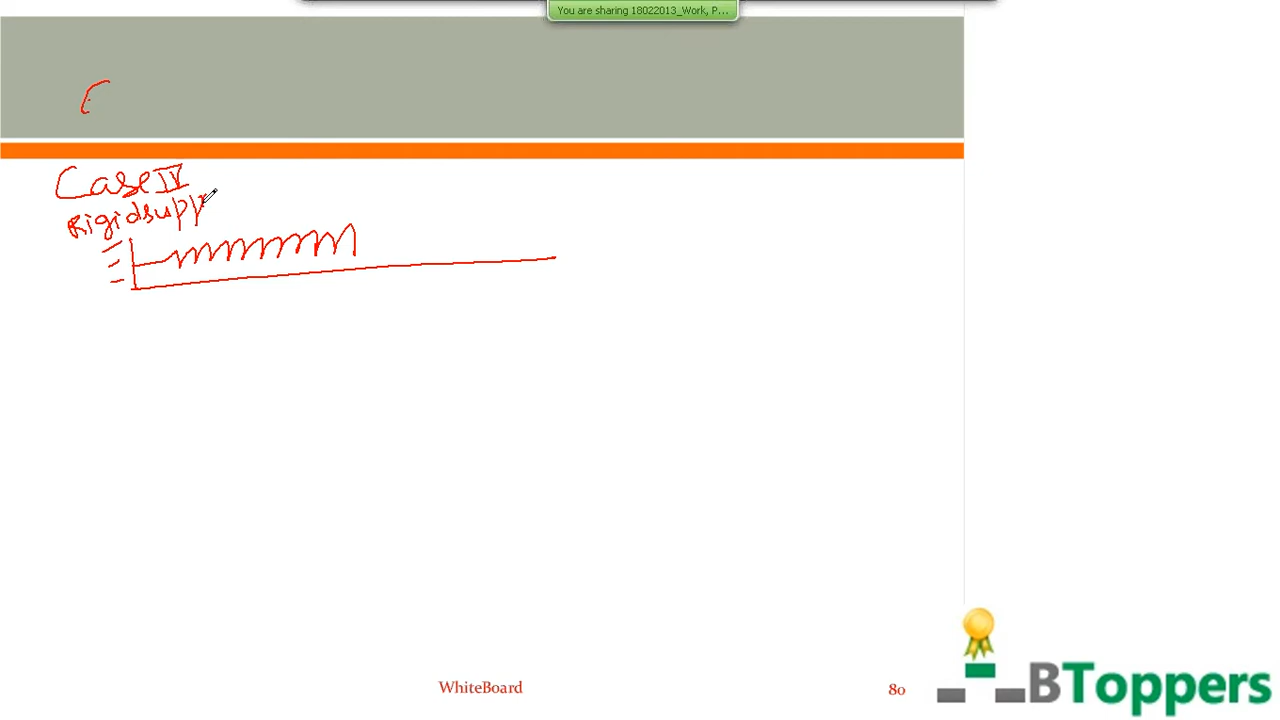 You are sharing 18022013_Work, P...
Case IV
Rigid supp
WhiteBoard
80
BToppers